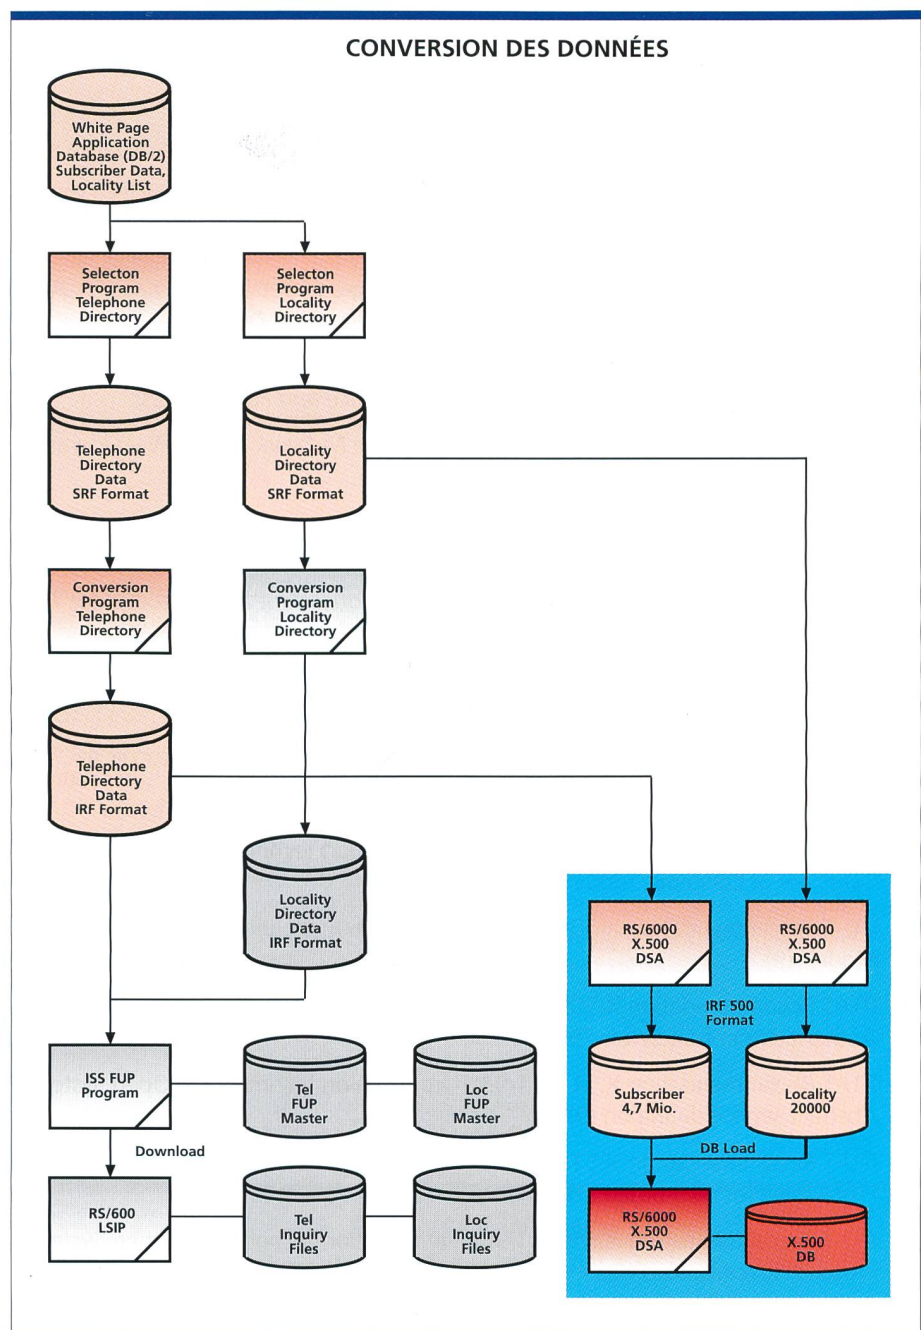 CONVERSION DES DONNÉES
White Page
Application
Database (DB/2)
Subscriber Data,
Locality List
Selecton
Program
Telephone
Directory
Selecton
Program
Locality
Directory
Telephone
Directory
Data
SRF Format
Locality
Directory
Data
SRF Format
Conversion
Program
Telephone
Directory
Conversion
Program
Locality
Directory
Telephone
Directory
Data
IRF Format
Locality
Directory
Data
IRF Format
RS/6000
X.500
DSA
RS/6000
X.500
DSA
IRF 500
Format
ISS FUP
Program
Tel
FUP
Master
Loc
FUP
Master
Subscriber
4,7 Mio.
Locality
20000
Download
DB Load
RS/600
LSIP
Tel
Inquiry
Files
Loc
Inquiry
Files
RS/6000
X.500
DSA
X.500
DB